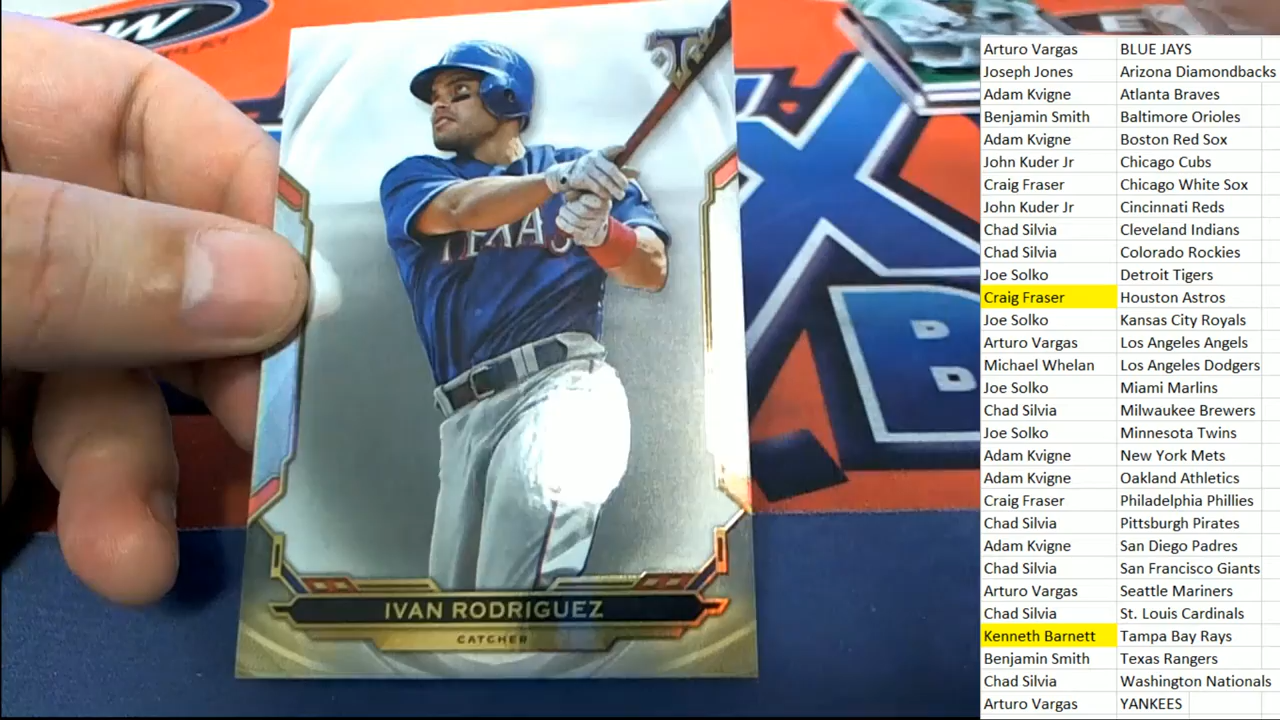 TEXAS
IVAN RODRIGUEZ
CATCHER
Arturo Vargas BLUE JAYS
Joseph Jones Arizona Diamondbacks
Adam Kvigne Atlanta Braves
Benjamin Smith Baltimore Orioles
Adam Kvigne Boston Red Sox
John Kuder Jr Chicago Cubs
Craig Fraser Chicago White Sox
John Kuder Jr Cincinnati Reds
Chad Silvia Cleveland Indians
Chad Silvia Colorado Rockies
Joe Solko Detroit Tigers
Craig Fraser Houston Astros
Joe Solko Kansas City Royals
Arturo Vargas Los Angeles Angels
Michael Whelan Los Angeles Dodgers
Joe Solko Miami Marlins
Chad Silvia Milwaukee Brewers
Joe Solko Minnesota Twins
Adam Kvigne New York Mets
Adam Kvigne Oakland Athletics
Craig Fraser Philadelphia Phillies
Chad Silvia Pittsburgh Pirates
Adam Kvigne San Diego Padres
Chad Silvia San Francisco Giants
Arturo Vargas Seattle Mariners
Chad Silvia St. Louis Cardinals
Kenneth Barnett Tampa Bay Rays
Benjamin Smith Texas Rangers
Chad Silvia Washington Nationals
Arturo Vargas YANKEES